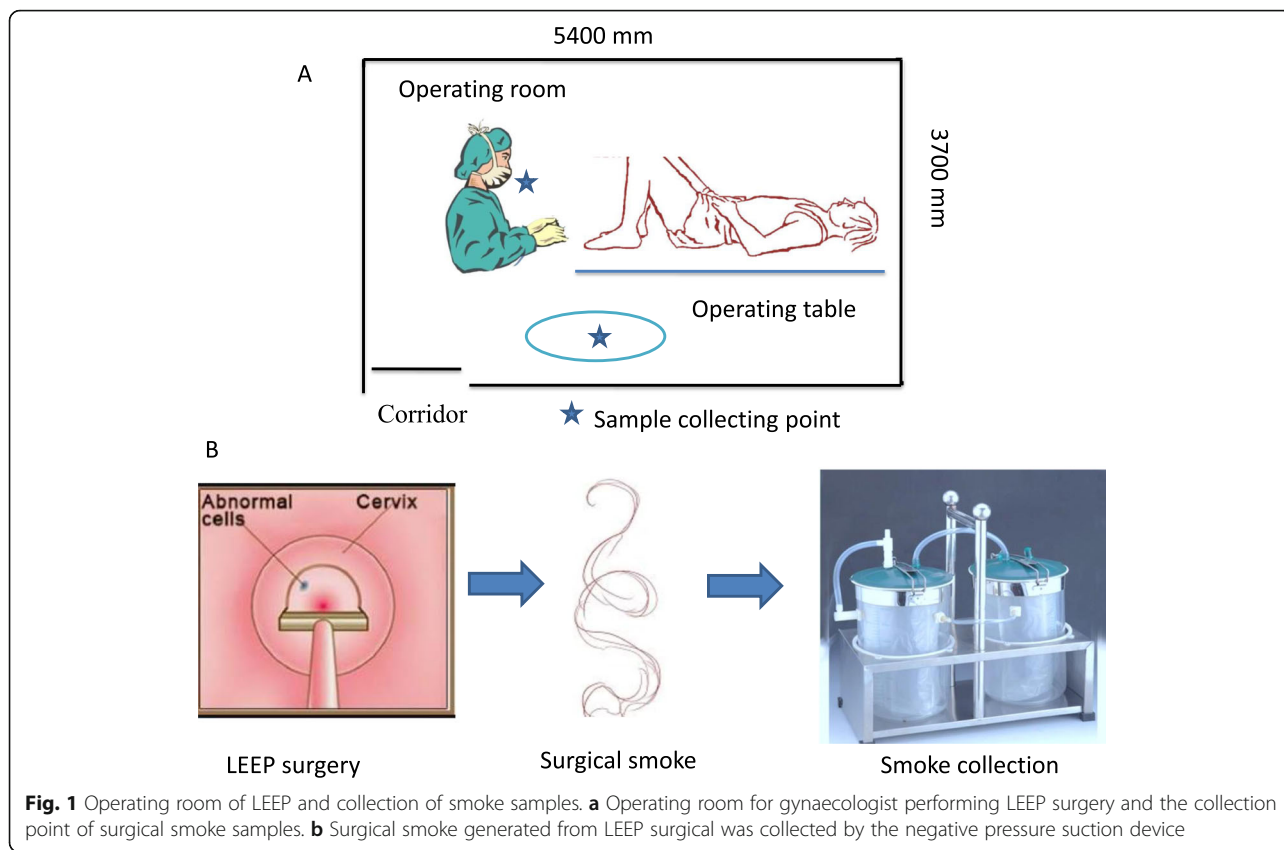 5400 mm
A
Operating room
3700 mm
Operating table
Corridor
Sample collecting point
B
Abnormal
cells
Cervix
LEEP surgery
Surgical smoke
Smoke collection
Fig. 1 Operating room of LEEP and collection of smoke samples. a Operating room for gynaecologist performing LEEP surgery and the collection
point of surgical smoke samples. b Surgical smoke generated from LEEP surgical was collected by the negative pressure suction device